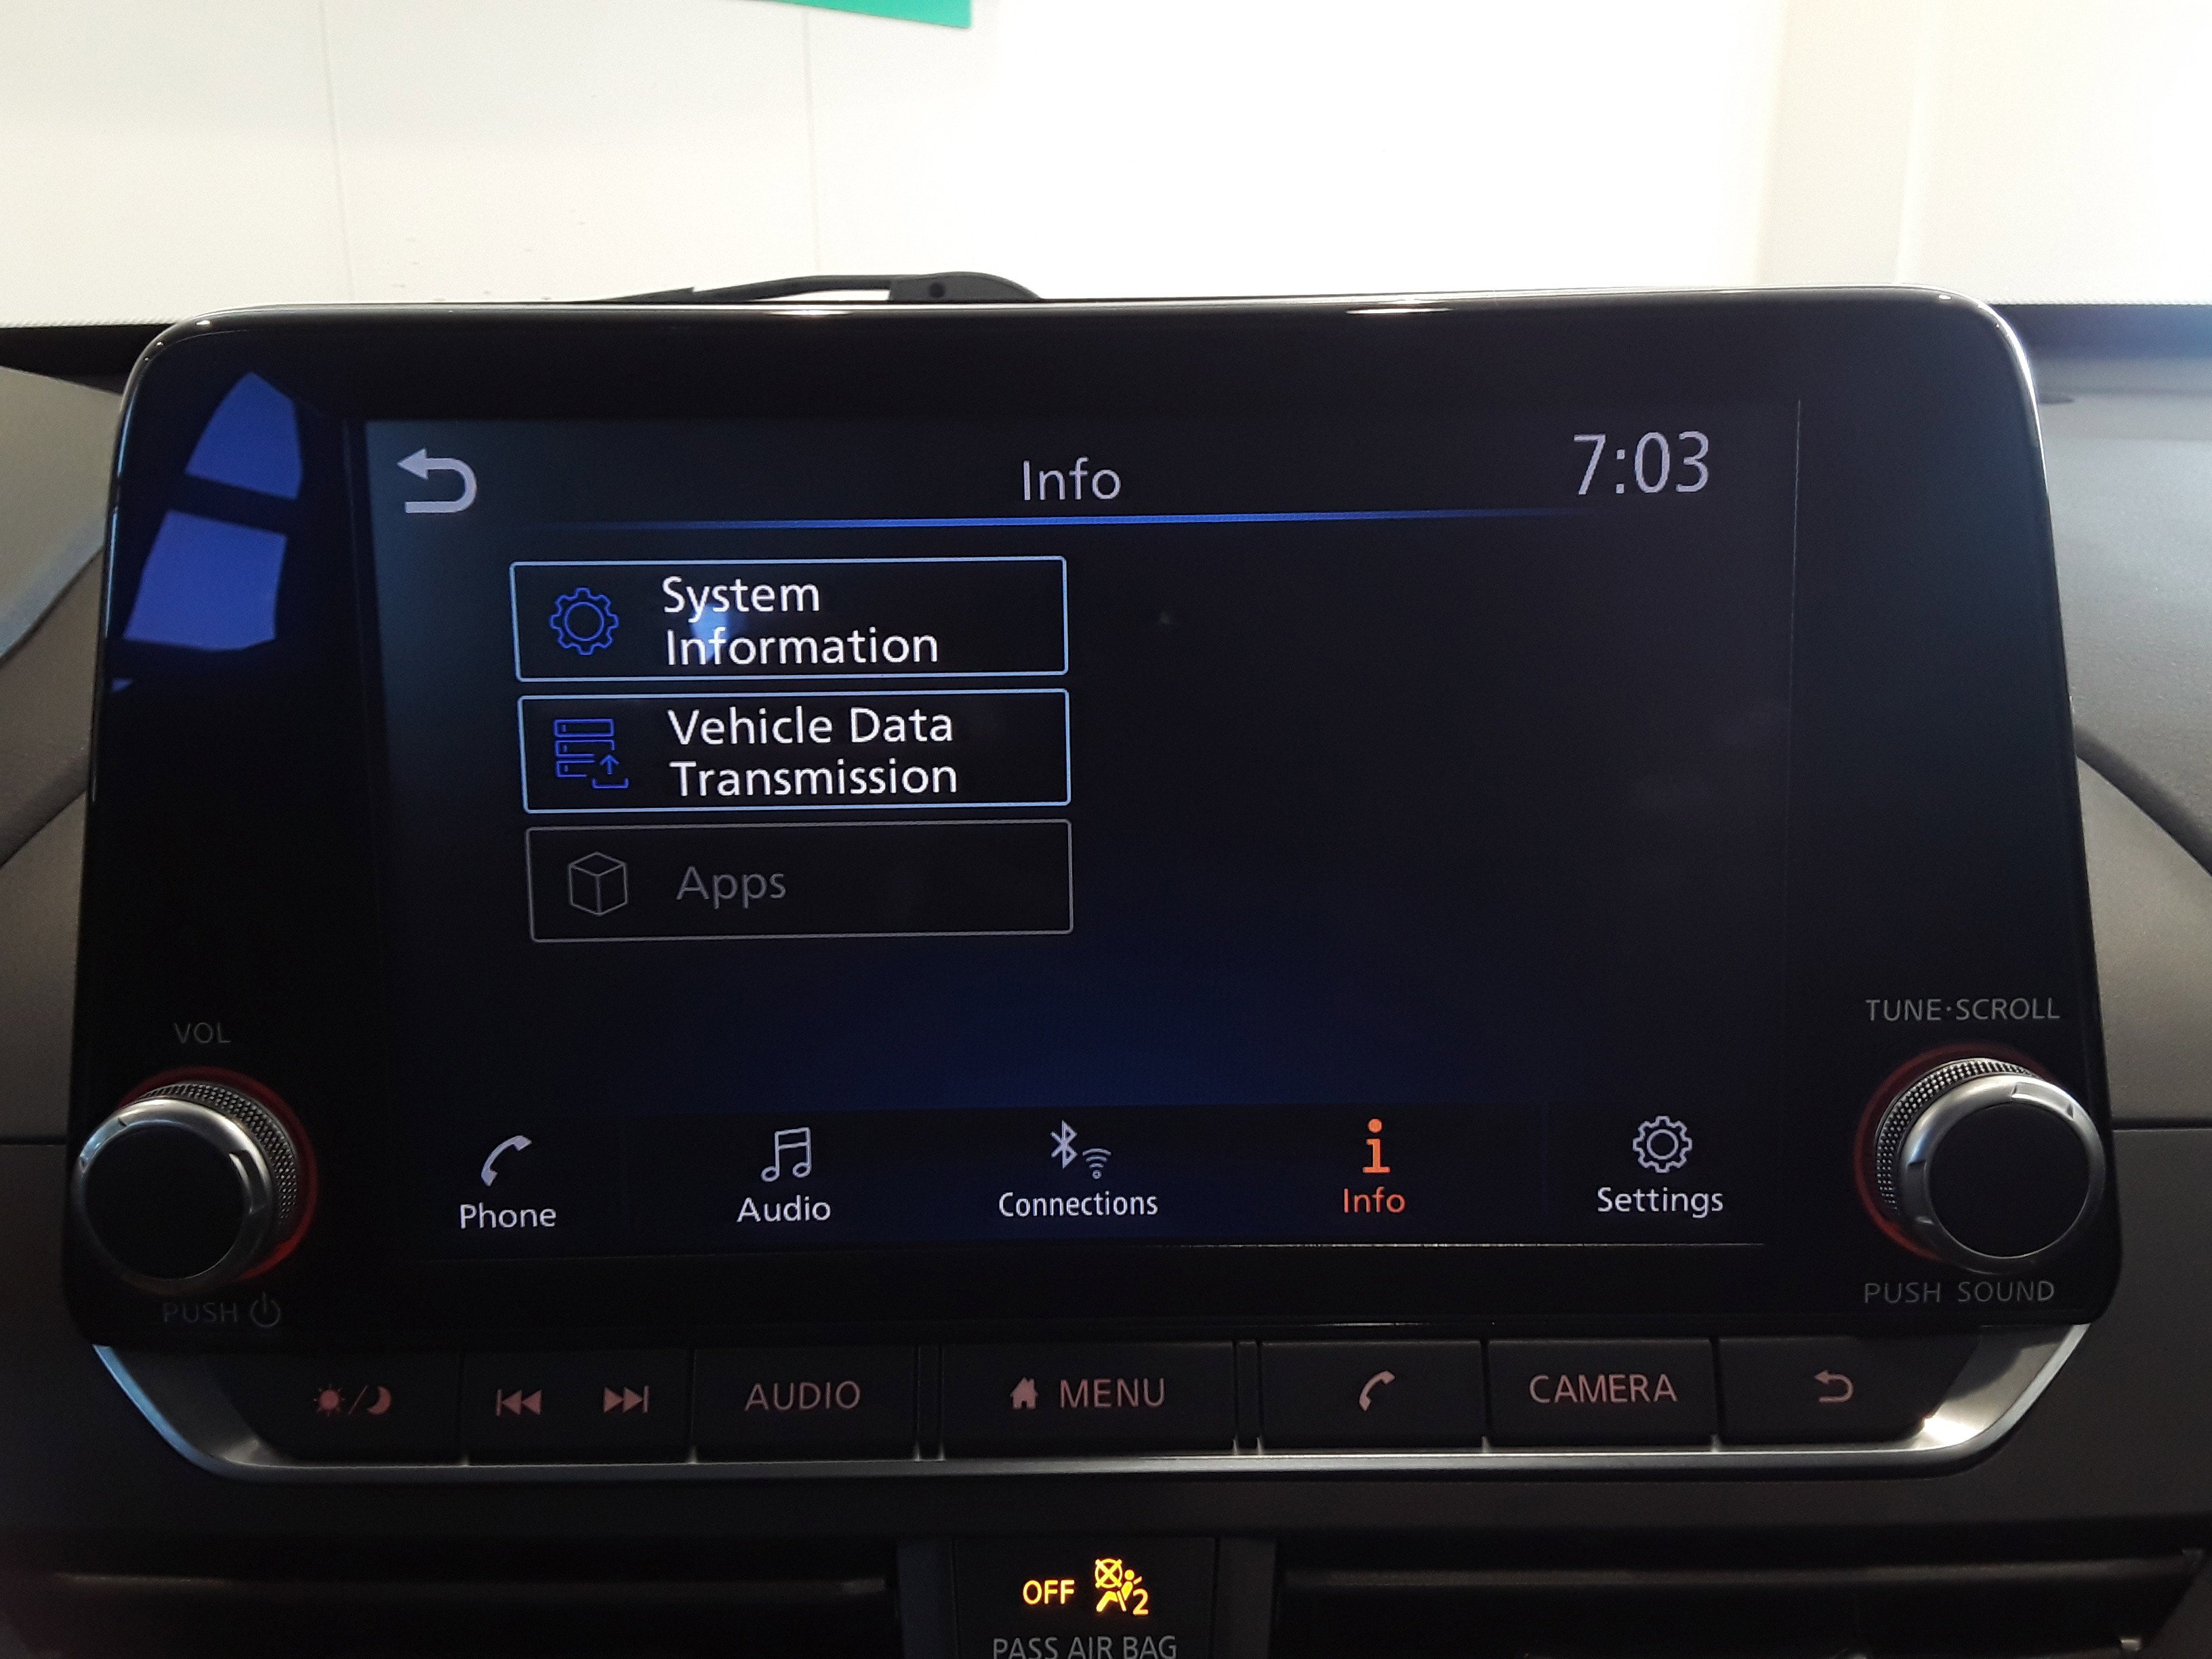 Info
7:03
System
Information
Vehicle Data
Transmission
Apps
VOL
TUNE·SCROLL
Phone
Audio
Connections
Info
Settings
PUSH
PUSH SOUND
AUDIO
MENU
CAMERA
OFF
2
PASS AIR BAG